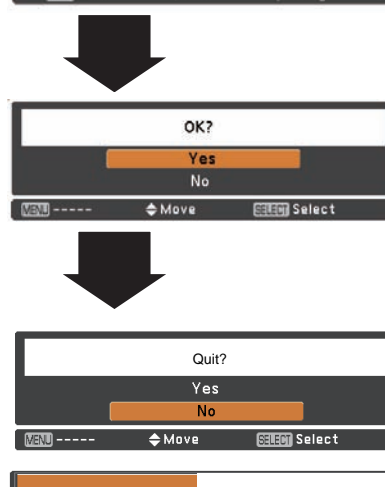 OK?
Yes
No
MENU ----- Move SELECT Select
Quit?
Yes
No
MENU ----- Move SELECT Select